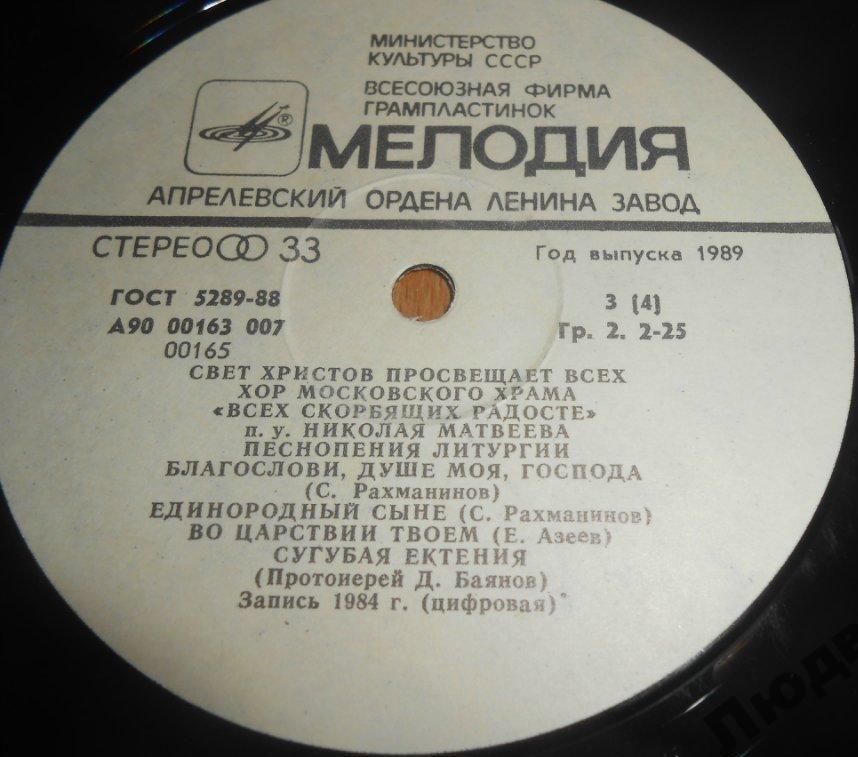 МИНИСТЕРСТВО
КУЛЬТУРЫ СССР
ВСЕСОЮЗНАЯ ФИРМА
ГРАМПЛАСТИНОК
®
МЕЛОДИЯ
АПРЕЛЕВСКИЙ ОРДЕНА ЛЕНИНА ЗАВОД
СТЕРЕО 33
Год выпуска 1989
ГОСТ 5289-88
3 (4)
А90 00163 007
Гр. 2. 2-25
00165
СВЕТ ХРИСТОВ ПРОСВЕЩАЕТ ВСЕХ
ХОР МОСКОВСКОГО ХРАМА
«ВСЕХ СКОРБЯЩИХ РАДОСТЕ»
п. у. НИКОЛАЯ МАТВЕЕВА
ПЕСНОПЕНИЯ ЛИТУРГИИ
БЛАГОСЛОВИ, ДУШЕ МОЯ, ГОСПОДА
(С. Рахманинов)
ЕДИНОРОДНЫЙ СЫНЕ (С. Рахманинов)
ВО ЦАРСТВИИ ТВОЕМ (Е. Азеев)
СУГУБАЯ ЕКТЕНИЯ
(Протоиерей Д. Баянов)
Запись 1984 г. (цифровая)